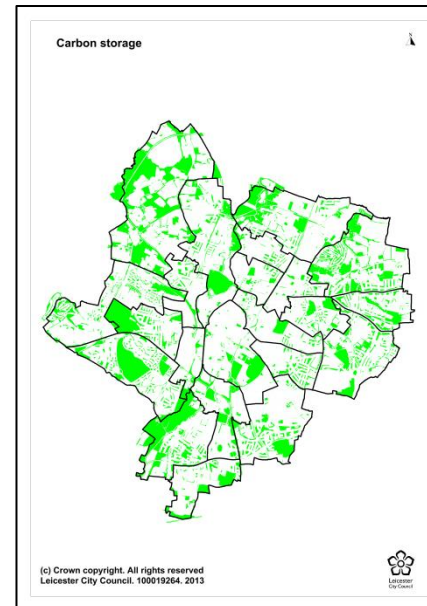 Carbon storage
(c) Crown copyright. All rights reserved
Leicester City Council. 100019264. 2013
Leicester
City Council